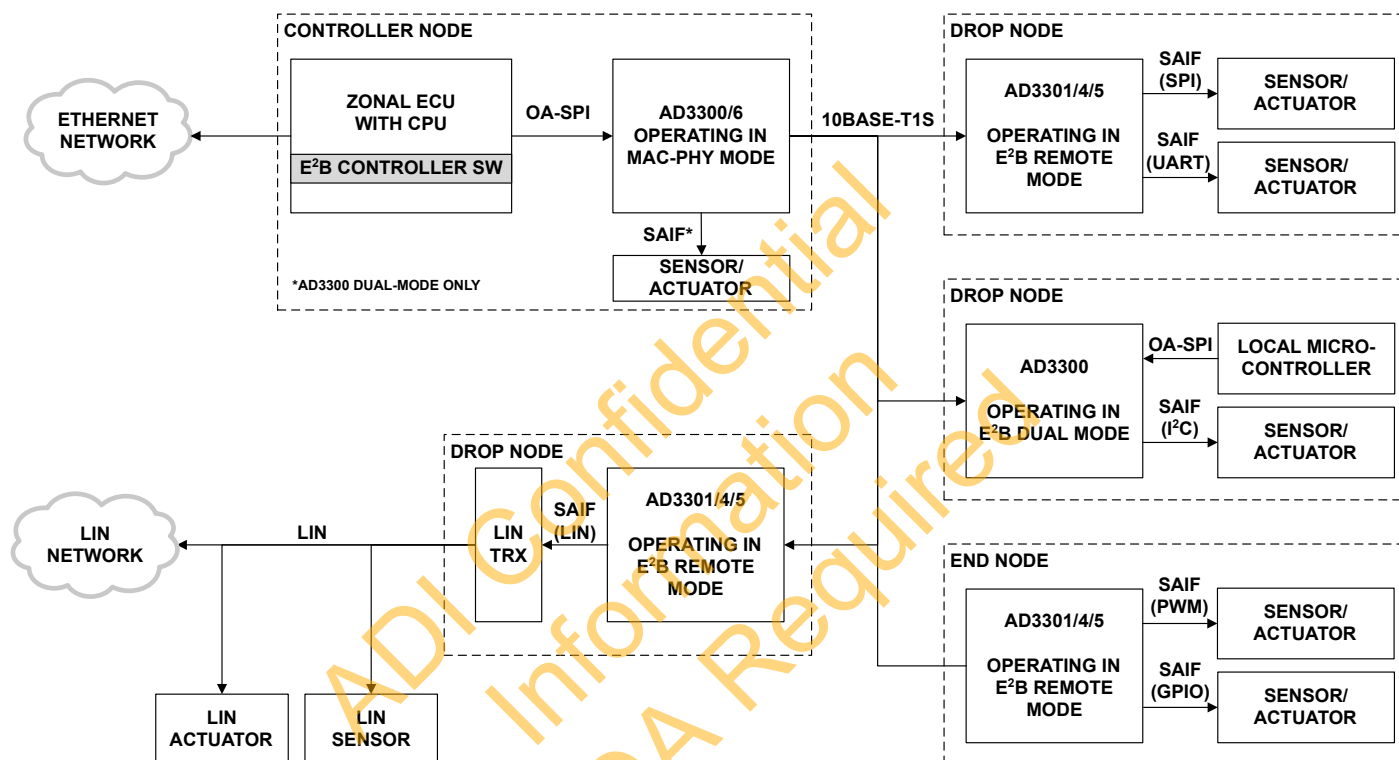 CONTROLLER NODE
ETHERNET
NETWORK
ZONAL ECU
WITH CPU
E²B CONTROLLER SW
OA-SPI
AD3300/6
OPERATING IN
MAC-PHY MODE
SAIF*
SENSOR/
ACTUATOR
*AD3300 DUAL-MODE ONLY
10BASE-T1S
DROP NODE
AD3301/4/5
OPERATING IN
E²B REMOTE
MODE
SAIF
(SPI)
SENSOR/
ACTUATOR
SAIF
(UART)
SENSOR/
ACTUATOR
DROP NODE
AD3300
OPERATING IN
E²B DUAL MODE
OA-SPI
LOCAL MICRO-
CONTROLLER
SAIF
(I²C)
SENSOR/
ACTUATOR
DROP NODE
LIN
NETWORK
LIN
LIN
TRX
SAIF
(LIN)
AD3301/4/5
OPERATING IN
E²B REMOTE
MODE
LIN
ACTUATOR
LIN
SENSOR
END NODE
AD3301/4/5
OPERATING IN
E²B REMOTE
MODE
SAIF
(PWM)
SENSOR/
ACTUATOR
SAIF
(GPIO)
SENSOR/
ACTUATOR
ADI Confidential
Information
Required